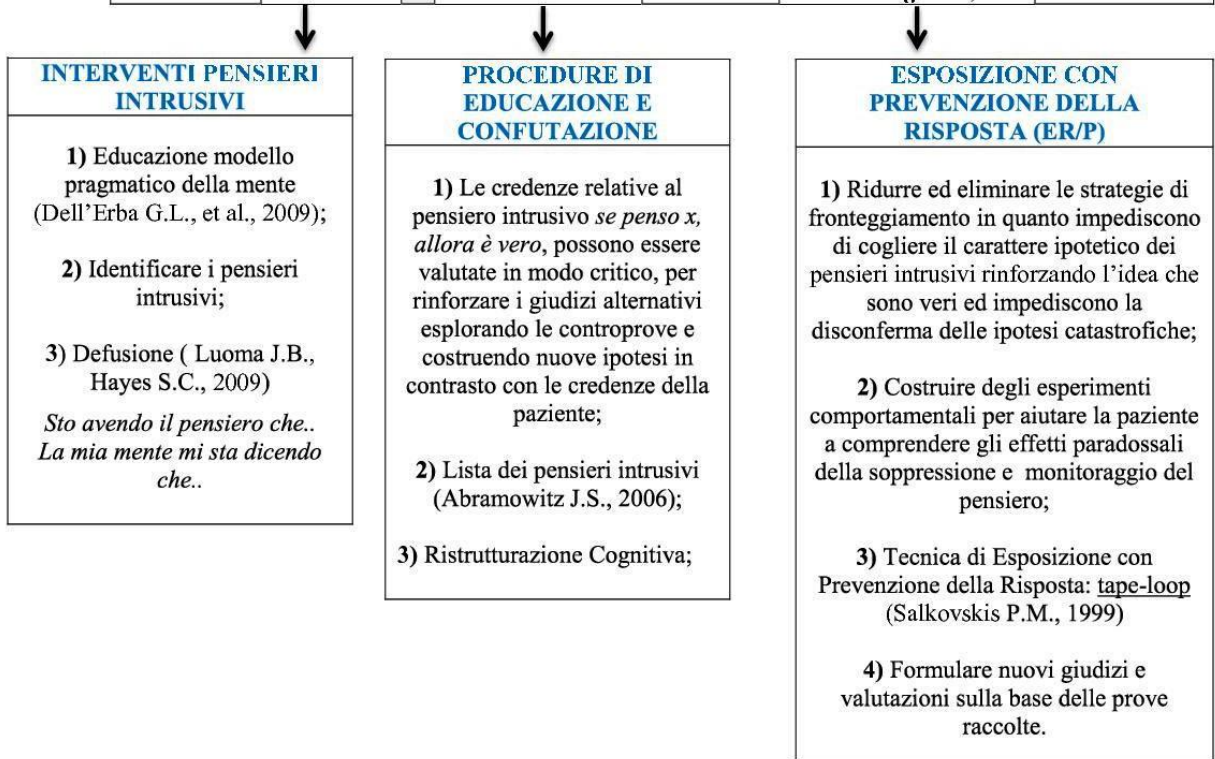 INTERVENTI PENSIERI
INTRUSIVI
1) Educazione modello
pragmatico della mente
(Dell'Erba G.L., et al., 2009);
2) Identificare i pensieri
intrusivi;
3) Defusione ( Luoma J.B.,
Hayes S.C., 2009)
Sto avendo il pensiero che..
La mia mente mi sta dicendo
che..
PROCEDURE DI
EDUCAZIONE E
CONFUTAZIONE
1) Le credenze relative al
pensiero intrusivo se penso x,
allora è vero, possono essere
valutate in modo critico, per
rinforzare i giudizi alternativi
esplorando le controprove e
costruendo nuove ipotesi in
contrasto con le credenze della
paziente;
2) Lista dei pensieri intrusivi
(Abramowitz J.S., 2006);
3) Ristrutturazione Cognitiva;
ESPOSIZIONE CON
PREVENZIONE DELLA
RISPOSTA (ER/P)
1) Ridurre ed eliminare le strategie di
fronteggiamento in quanto impediscono
di cogliere il carattere ipotetico dei
pensieri intrusivi rinforzando l'idea che
sono veri ed impediscono la
disconferma delle ipotesi catastrofiche;
2) Costruire degli esperimenti
comportamentali per aiutare la paziente
a comprendere gli effetti paradossali
della soppressione e monitoraggio del
pensiero;
3) Tecnica di Esposizione con
Prevenzione della Risposta: tape-loop
(Salkovskis P.M., 1999)
4) Formulare nuovi giudizi e
valutazioni sulla base delle prove
raccolte.